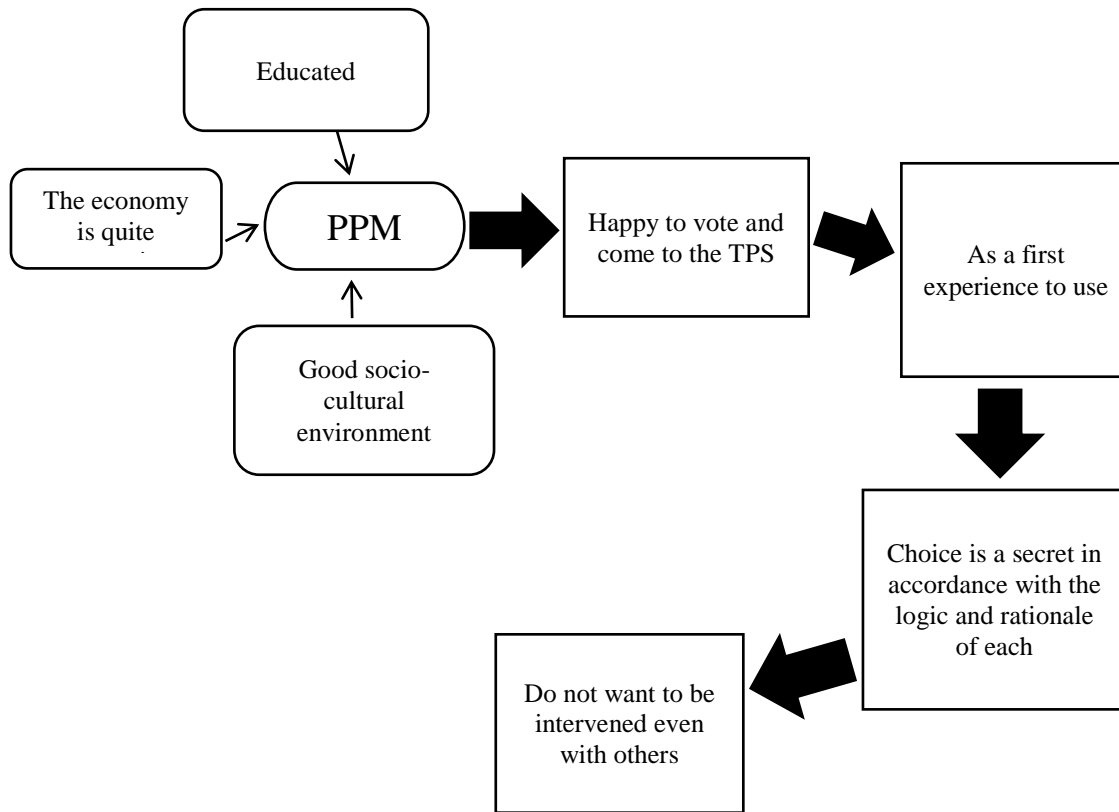 Educated
The economy
is quite
PPM
Good socio-
cultural
environment
Happy to vote and
come to the TPS
As a first
experience to use
Choice is a secret in
accordance with the
logic and rationale
of each
Do not want to be
intervened even
with others